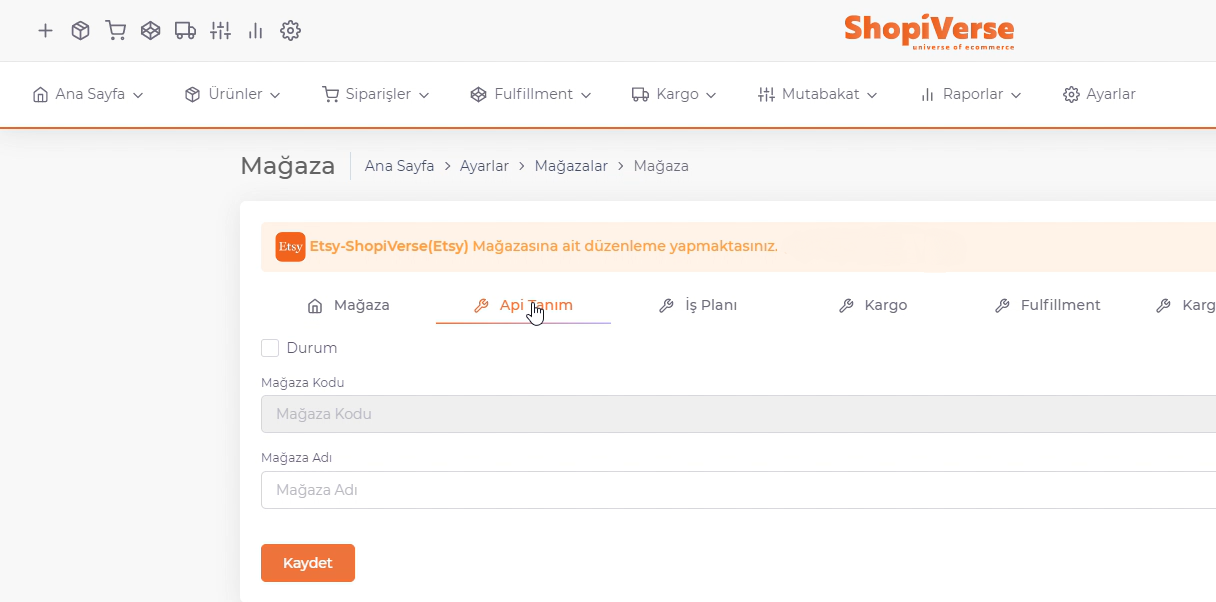 ShopiVerse
universe of ecommerce
Ana Sayfa Ürünler Siparişler Fulfillment Kargo Mutabakat Raporlar Ayarlar
Mağaza Ana Sayfa > Ayarlar > Mağazalar > Mağaza
Etsy Etsy-ShopiVerse(Etsy) Mağazasına ait düzenleme yapmaktasınız.
Mağaza Api Tanım İş Planı Kargo Fulfillment Karg
Durum
Mağaza Kodu
Mağaza Kodu
Mağaza Adı
Mağaza Adı
Kaydet